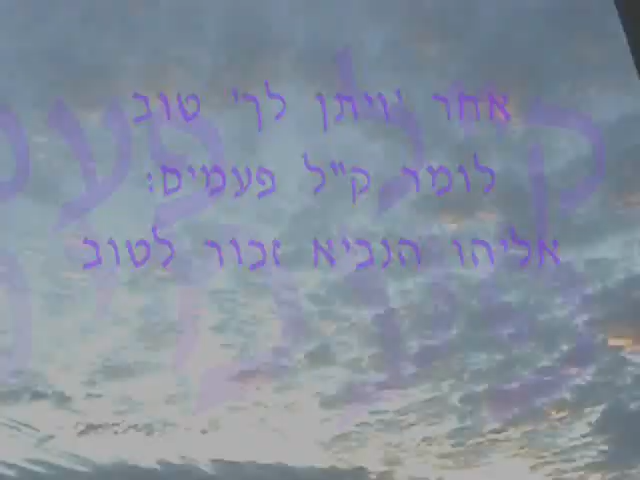 אחר 'ויתן לך' טוב
לומר ק"ל פעמים:
אליהו הנביא זכור לטוב